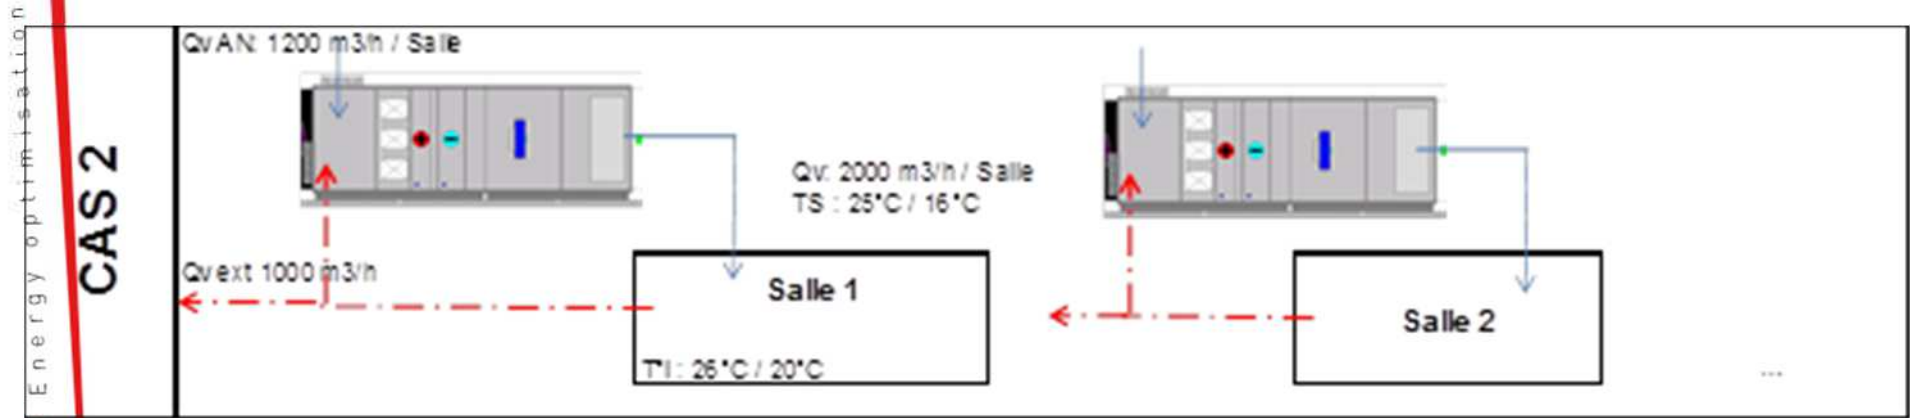 Energy optimisation
CAS 2
QvAN: 1200 m3/h / Salle
Qv: 2000 m3/h / Salle
TS : 25°C / 16°C
Qvext 1000 m3/h
Salle 1
T°I : 26°C / 20°C
Salle 2
...